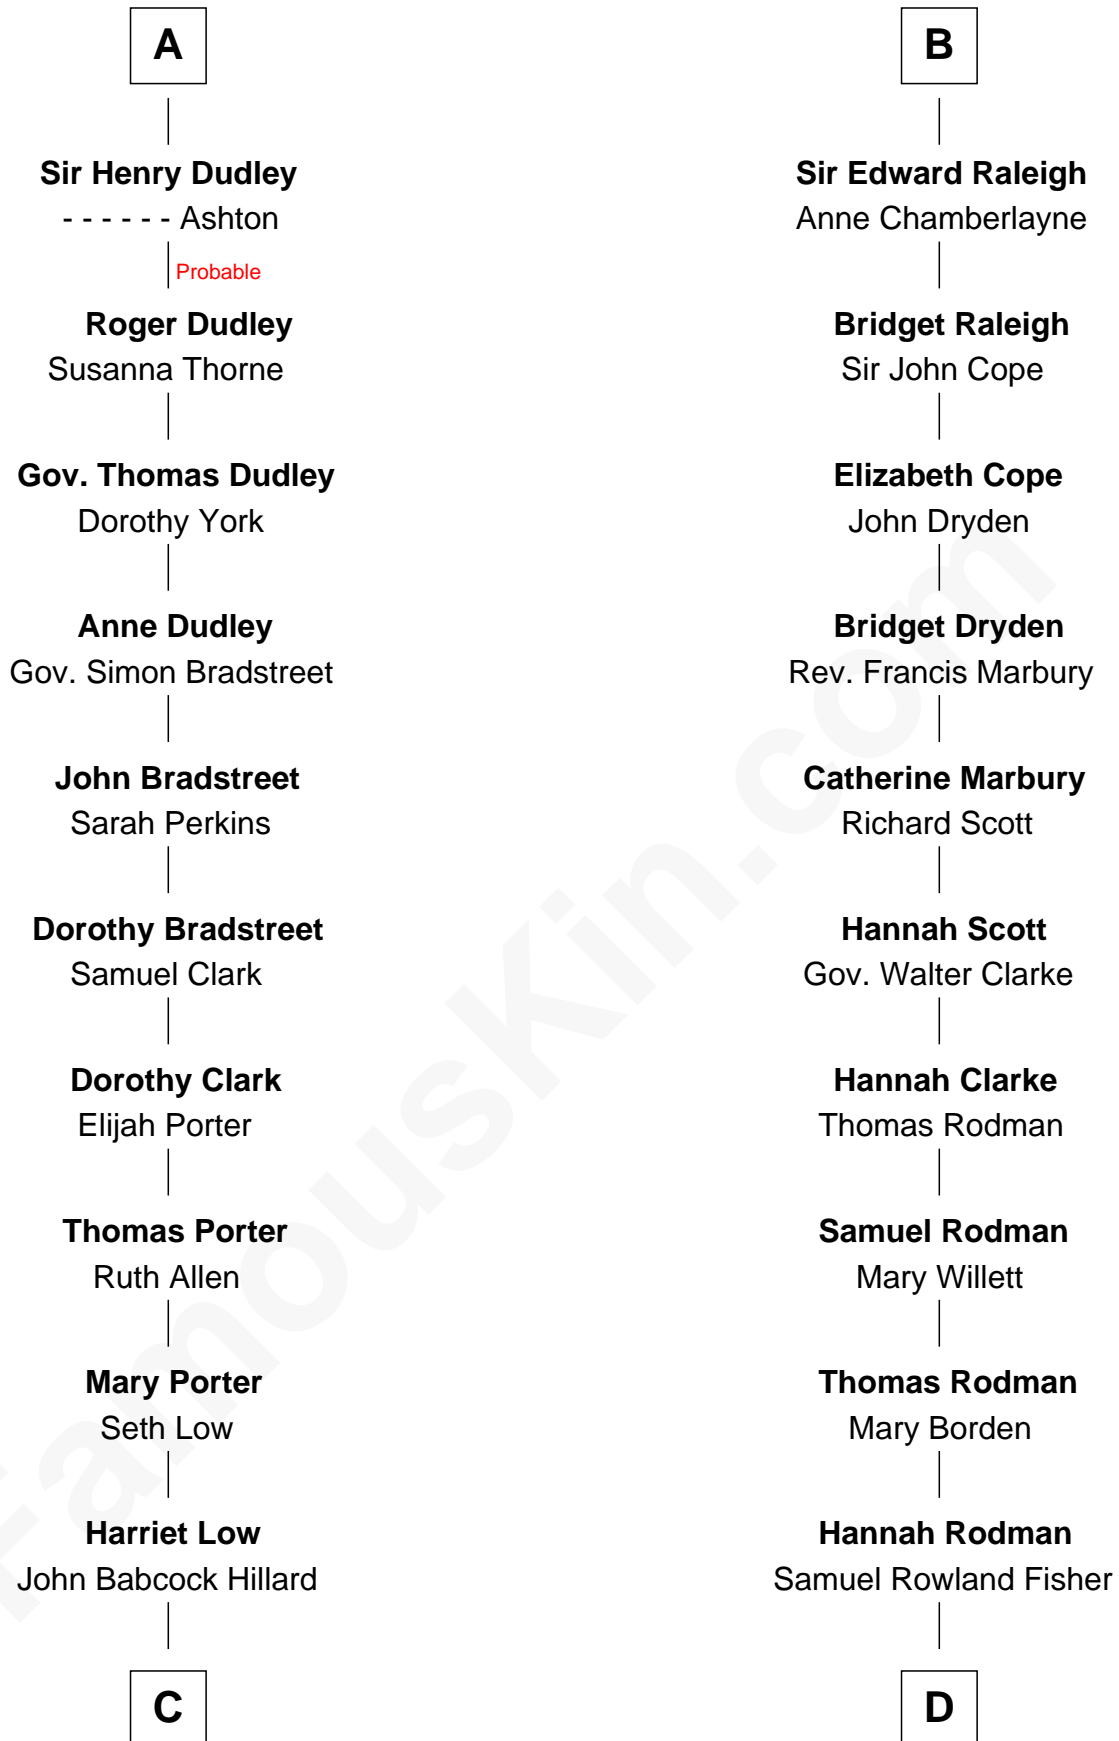 A
Sir Henry Dudley
- - - - - - Ashton
Probable
Roger Dudley
Susanna Thorne
Gov. Thomas Dudley
Dorothy York
Anne Dudley
Gov. Simon Bradstreet
John Bradstreet
Sarah Perkins
Dorothy Bradstreet
Samuel Clark
Dorothy Clark
Elijah Porter
Thomas Porter
Ruth Allen
Mary Porter
Seth Low
Harriet Low
John Babcock Hillard
C
B
Sir Edward Raleigh
Anne Chamberlayne
Bridget Raleigh
Sir John Cope
Elizabeth Cope
John Dryden
Bridget Dryden
Rev. Francis Marbury
Catherine Marbury
Richard Scott
Hannah Scott
Gov. Walter Clarke
Hannah Clarke
Thomas Rodman
Samuel Rodman
Mary Willett
Thomas Rodman
Mary Borden
Hannah Rodman
Samuel Rowland Fisher
D
FamousKin.com